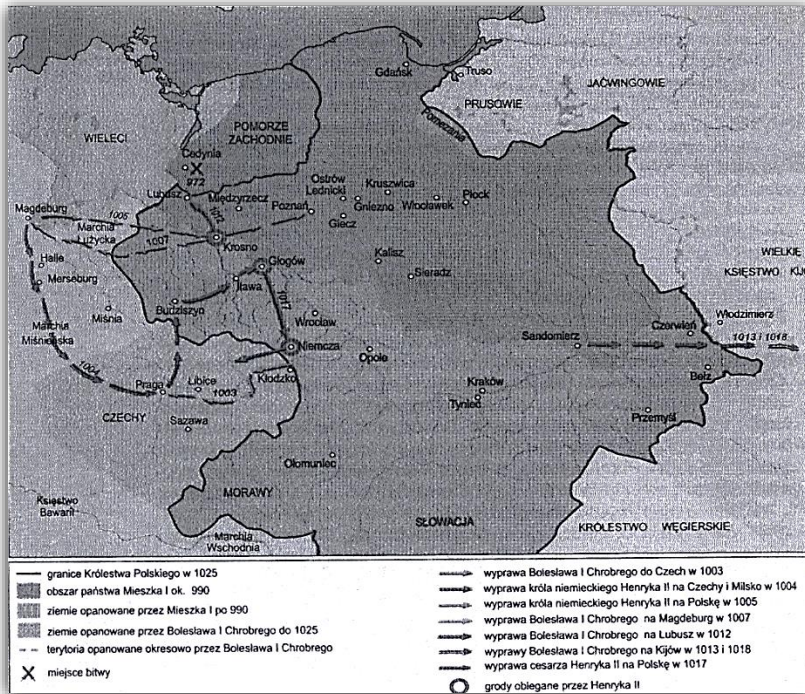 Gdańsk
Truso
JAĆWINGOWIE
PRUSOWIE
Pomezania
WIELECI
POMORZE
ZACHODNIE
Cedynia
972
Lubusz
Międzyrzecz
Poznań
Ostrów
Lednicki
Kruszwica
Gniezno
Włocławek
Płock
Giecz
Magdeburg
1005
Marchia
Łużycka
1007
1012
Krosno
Kalisz
Sieradz
WIELKIE
KSIĘSTWO KIJ
Halle
Merseburg
Głogów
Iława
1017
Miśnia
Budziszyn
Wrocław
Marchia
Miśnieńska
Niemcza
Opole
Sandomierz
Czerwień
Włodzimierz
1013 i 1018
1004
Praga
Libice
1003
Kłodzko
Kraków
Tyniec
Bełz
Przemyśl
CZECHY
Sazawa
Ołomuniec
MORAWY
Księstwo
Bawarii
Marchia
Wschodnia
SŁOWACJA
KRÓLESTWO WĘGIERSKIE
granice Królestwa Polskiego w 1025
obszar państwa Mieszka I ok. 990
ziemie opanowane przez Mieszka I po 990
ziemie opanowane przez Bolesława I Chrobrego do 1025
terytoria opanowane okresowo przez Bolesława I Chrobrego
miejsce bitwy
wyprawa Bolesława I Chrobrego do Czech w 1003
wyprawa króla niemieckiego Henryka II na Czechy i Milsko w 1004
wyprawa króla niemieckiego Henryka II na Polskę w 1005
wyprawa Bolesława I Chrobrego na Magdeburg w 1007
wyprawa Bolesława I Chrobrego na Lubusz w 1012
wyprawy Bolesława I Chrobrego na Kijów w 1013 i 1018
wyprawa cesarza Henryka II na Polskę w 1017
grody oblegane przez Henryka II